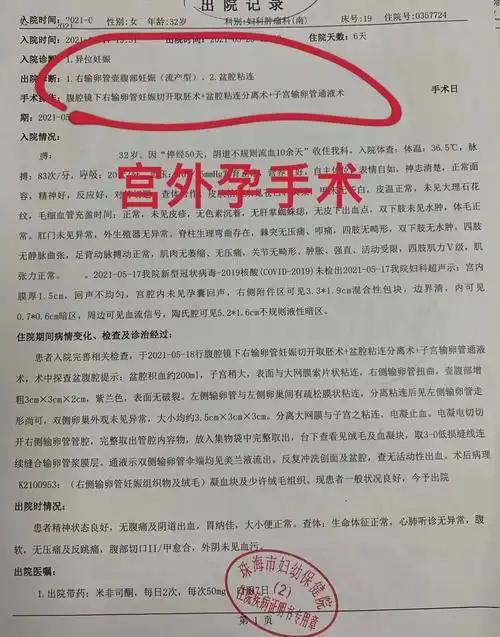 出院记录
入院时间：2021-0 性别：女 年龄：32岁 科别：妇科肿瘤科(南) 床号：19 住院号：0357724
住院天数：6天
入院诊断：1.异位妊娠
出院诊断：1.右输卵管壶腹部妊娠（流产型）、2.盆腔粘连
腹腔镜下右输卵管妊娠切开取胚术+盆腔粘连分离术+子宫输卵管通液术 手术日
期：2021-05
入院情况：
32岁、因“停经50天，阴道不规则流血10余天”收住我科。入院体查：体温：36.5℃，脉
搏：83次/分，呼吸：
自主体位，表情自如，神志清楚，正常面
容，精神好，反应好，
皮温正常，未见大理石花
纹，毛细血管充盈时间：正常，未见皮疹，无色素沉着，无肝掌蜘蛛痣，无皮下出血点，双下肢未见水肿，体毛正
常。肛门未见异常，外生殖器无异常。脊柱生理弯曲存在，棘突无压痛、叩痛，四肢无畸形，双下肢无水肿，四肢
无静脉曲张，足背动脉搏动正常，肌肉无萎缩、无压痛，关节无畸形、肿胀、强直，活动受限，四肢肌力V级，肌
张力正常。 。2021-05-17我院新型冠状病毒-2019核酸(COVID-2019)未检出2021-05-17我院妇科超声示：宫内
膜厚1.5cm，回声不均匀，宫腔内未见孕囊回声，右侧附件区可见3.3*1.9cm混合性包块，边界清，内可见
0.7*0.6cm暗区，周边可见血流信号，陶氏腔可见5.2*1.6cm不规则液性暗区。
宫外孕手术
住院期间病情变化、检查及诊治经过：
患者入院完善相关检查，于2021-05-18行腹腔镜下右输卵管妊娠切开取胚术+盆腔粘连分离术+子宫输卵管通液
术，术中探查盆腹腔提示：盆腔积血约200ml，子宫稍大，表面与大网膜索片状粘连，右侧输卵管扭曲，壶腹部增
粗3cm×3cm×2cm，紫兰色，表面无破裂。左侧输卵管与左侧卵巢间有疏松膜状粘连，分离粘连后见左侧输卵管走
形尚可，双侧卵巢外观未见异常，大小均约3.5cm×3cm×3cm。分离大网膜与子宫之粘连，电凝止血。电凝电切切
开右侧输卵管管腔，完整取出管腔内容物，放入集物袋中完整取出，台下查看见绒毛及血凝块，取3-0低损缝线连
续缝合输卵管浆膜层。通液示双侧输卵管伞端均见美兰液流出。反复冲洗创面及盆腔，查无活动性出血。术后病理
K2100953：（右侧输卵管妊娠组织物及绒毛）凝血块及少许绒毛组织。现患者一般状况良好，今予出院
出院时情况：
患者精神状态良好，无腹痛及阴道出血，胃纳佳，大小便正常。查体：生命体征正常，心肺听诊无异常，腹
软，无压痛及反跳痛，腹部切口II/甲愈合，外阴未见血污。
出院医嘱：
1.出院带药：米非司酮，每日2次，每次50mg
珠海市妇幼保健院
(2)
住院疾病证明书专用章
第 1 页